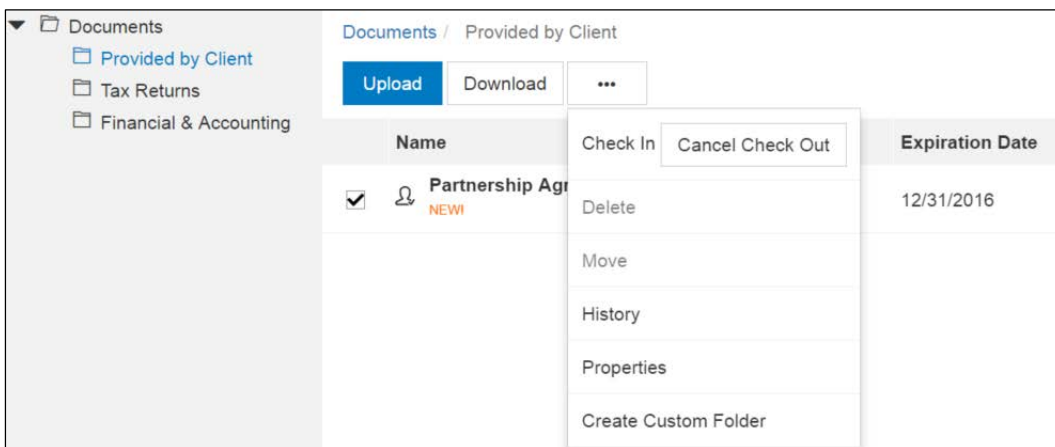 Documents
Provided by Client
Tax Returns
Financial & Accounting
Documents / Provided by Client
Upload Download •••
Name Expiration Date
Check In Cancel Check Out
Partnership Agr 12/31/2016
NEW!
Delete
Move
History
Properties
Create Custom Folder